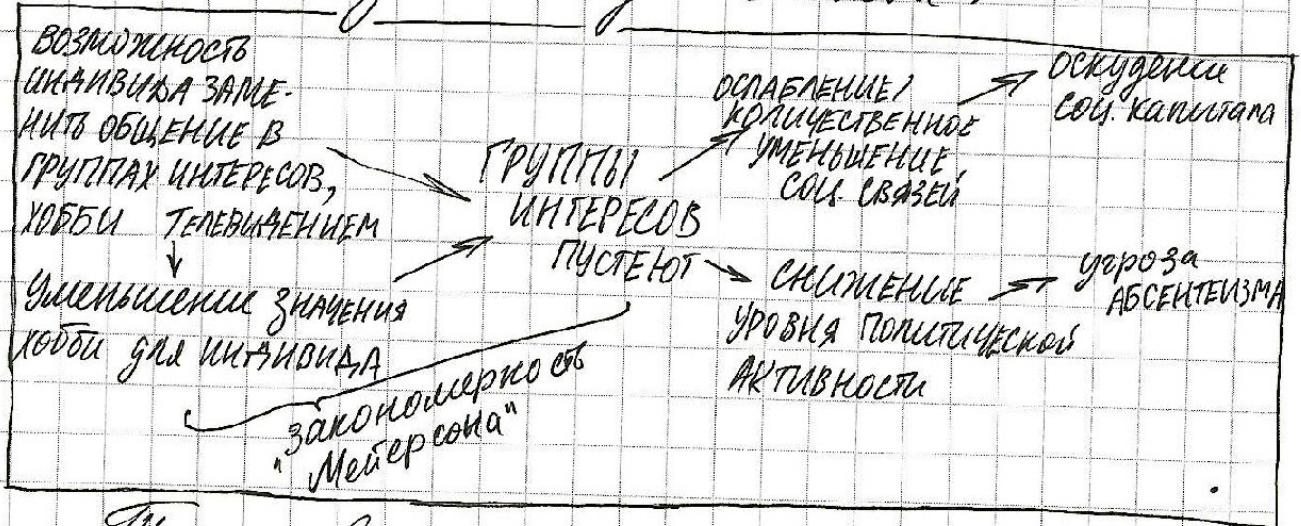 ВОЗМОЖНОСТЬ
ИНДИВИДА ЗАМЕ-
НИТЬ ОБЩЕНИЕ В
ГРУППАХ ИНТЕРЕСОВ,
ХОББИ ТЕЛЕВИДЕНИЕМ
Уменьшение значения
хобби для индивида
"Закономерность
Мейерсона"
ГРУППЫ
ИНТЕРЕСОВ
ПУСТЕЮТ
ОСЛАБЛЕНИЕ/
КОЛИЧЕСТВЕННОЕ
УМЕНЬШЕНИЕ
СОЦ. СВЯЗЕЙ
оскудение
соц. капитала
СНИЖЕНИЕ
УРОВНЯ ПОЛИТИЧЕСКОЙ
АКТИВНОСТИ
угроза
АБСЕНТЕИЗМА